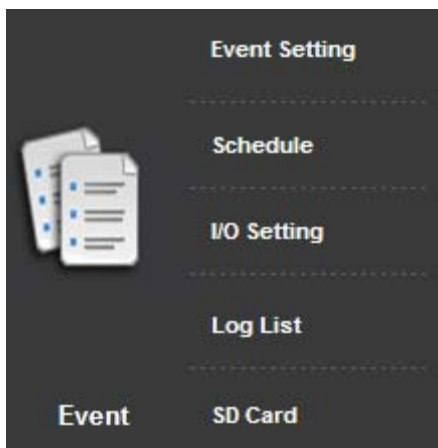 Event Setting
Schedule
I/O Setting
Log List
Event
SD Card